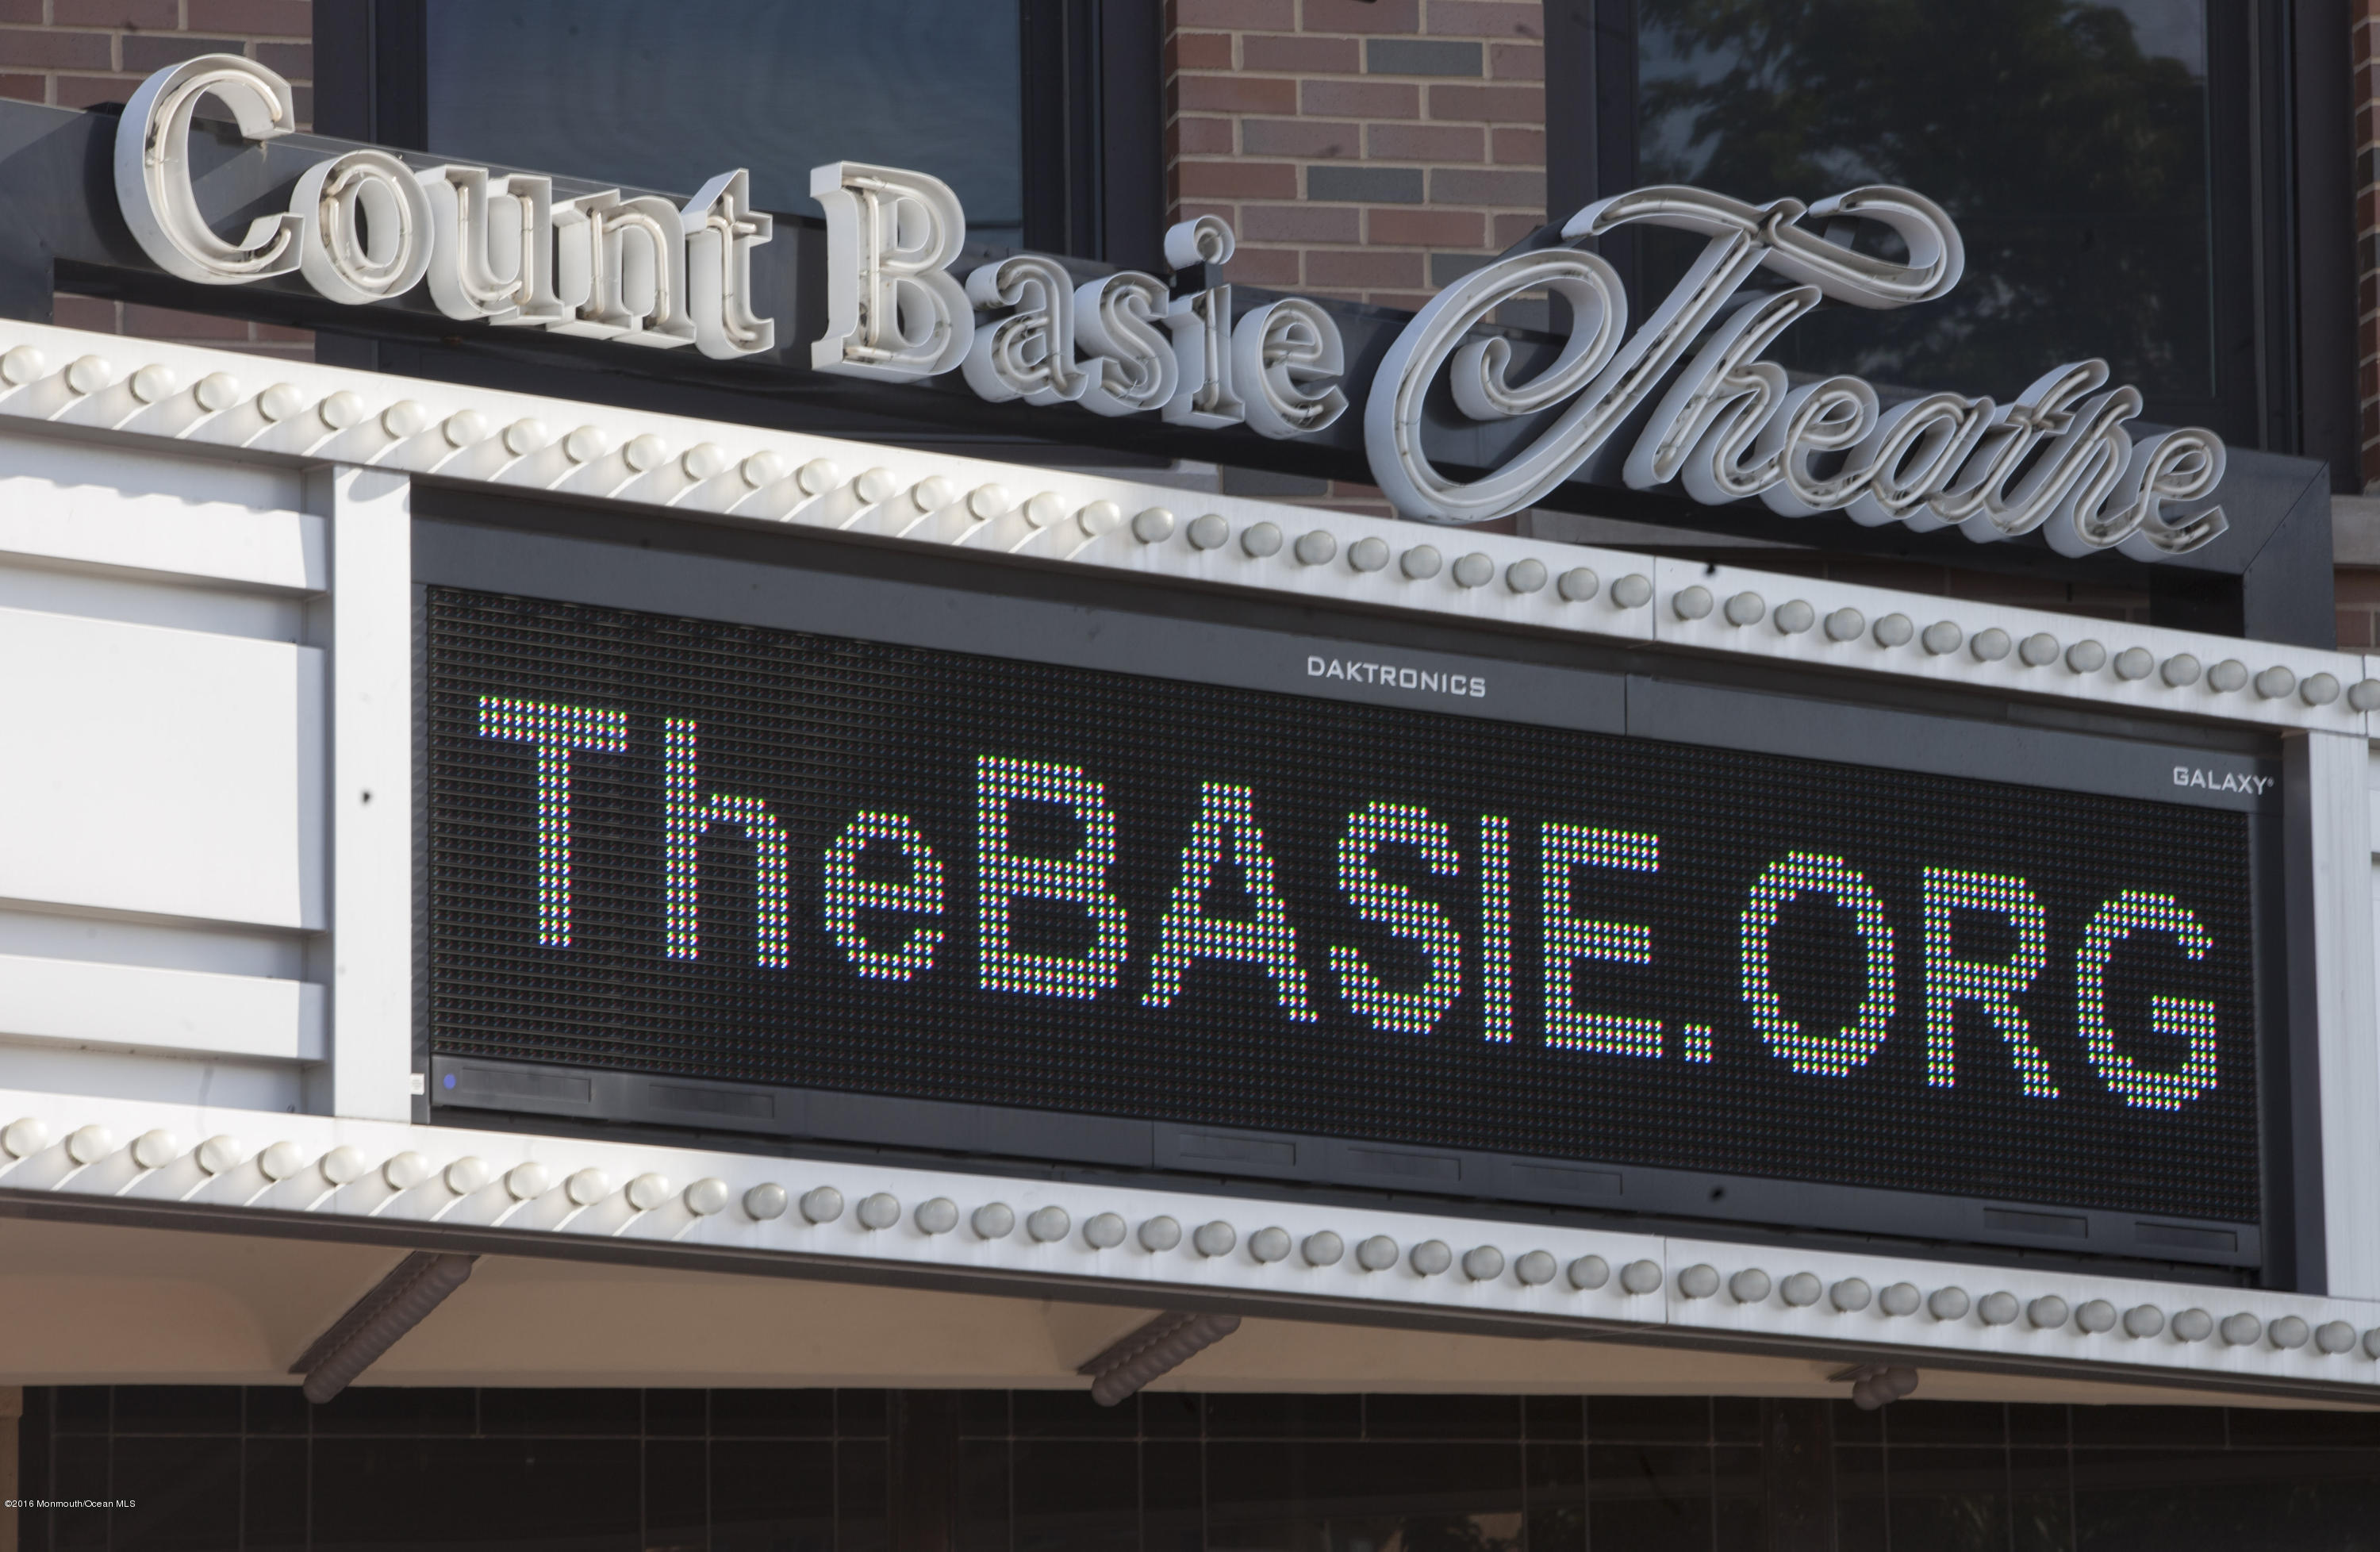 Count Basie Theatre
DAKTRONICS
GALAXY®
TheBASIE.ORG
©2016 Monmouth/Ocean MLS